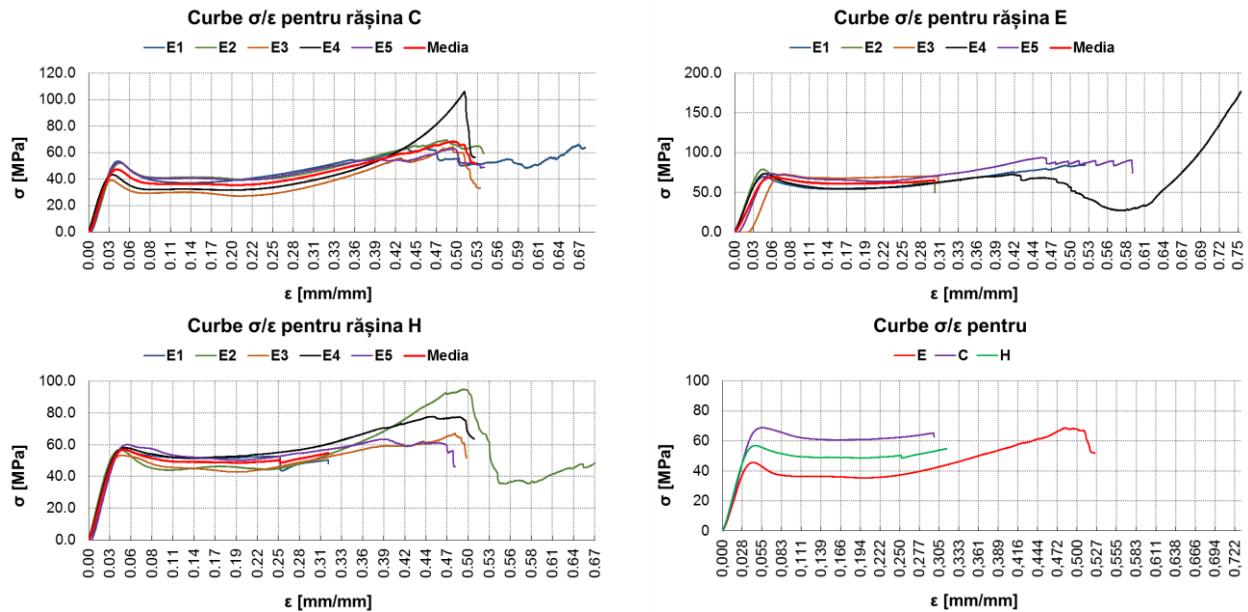 Curbe σ/ε pentru rășina C
E1 E2 E3 E4 E5 Media
120.0
100.0
80.0
60.0
40.0
20.0
0.0
σ [MPa]
0.00 0.03 0.06 0.08 0.11 0.14 0.17 0.20 0.22 0.25 0.28 0.31 0.33 0.36 0.39 0.42 0.44 0.47 0.50 0.53 0.56 0.58 0.61 0.64 0.67
ε [mm/mm]
Curbe σ/ε pentru rășina E
E1 E2 E3 E4 E5 Media
200.0
150.0
100.0
50.0
0.0
σ [MPa]
0.00 0.03 0.06 0.08 0.11 0.14 0.17 0.19 0.22 0.25 0.28 0.31 0.33 0.36 0.39 0.42 0.44 0.47 0.50 0.53 0.56 0.58 0.61 0.64 0.67 0.69 0.72 0.75
ε [mm/mm]
Curbe σ/ε pentru rășina H
E1 E2 E3 E4 E5 Media
100.0
80.0
60.0
40.0
20.0
0.0
σ [MPa]
0.00 0.03 0.06 0.08 0.11 0.14 0.17 0.19 0.22 0.25 0.28 0.31 0.33 0.36 0.39 0.42 0.44 0.47 0.50 0.53 0.56 0.58 0.61 0.64 0.67
ε [mm/mm]
Curbe σ/ε pentru
E C H
100
80
60
40
20
0
σ [MPa]
0,000 0,028 0,055 0,083 0,111 0,139 0,166 0,194 0,222 0,250 0,277 0,305 0,333 0,361 0,389 0,416 0,444 0,472 0,500 0,527 0,555 0,583 0,611 0,638 0,666 0,694 0,722
ε [mm/mm]